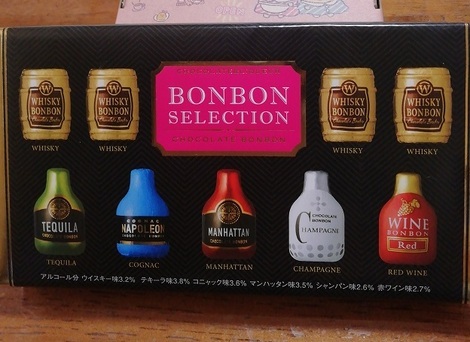 BONBON
SELECTION
CHOCOLATE BONBON
WHISKY
BONBON
WHISKY
BONBON
WHISKY
BONBON
WHISKY
BONBON
WHISKY
WHISKY
WHISKY
WHISKY
TEQUILA
COGNAC
NAPOLEON
MANHATTAN
CHOCOLATE
BONBON
CHAMPAGNE
WINE
BONBON
Red
TEQUILA
COGNAC
MANHATTAN
CHAMPAGNE
RED WINE
アルコール分 ウイスキー味3.2% テキーラ味3.8% コニャック味3.6% マンハッタン味3.5% シャンパン味2.6% 赤ワイン味2.7%